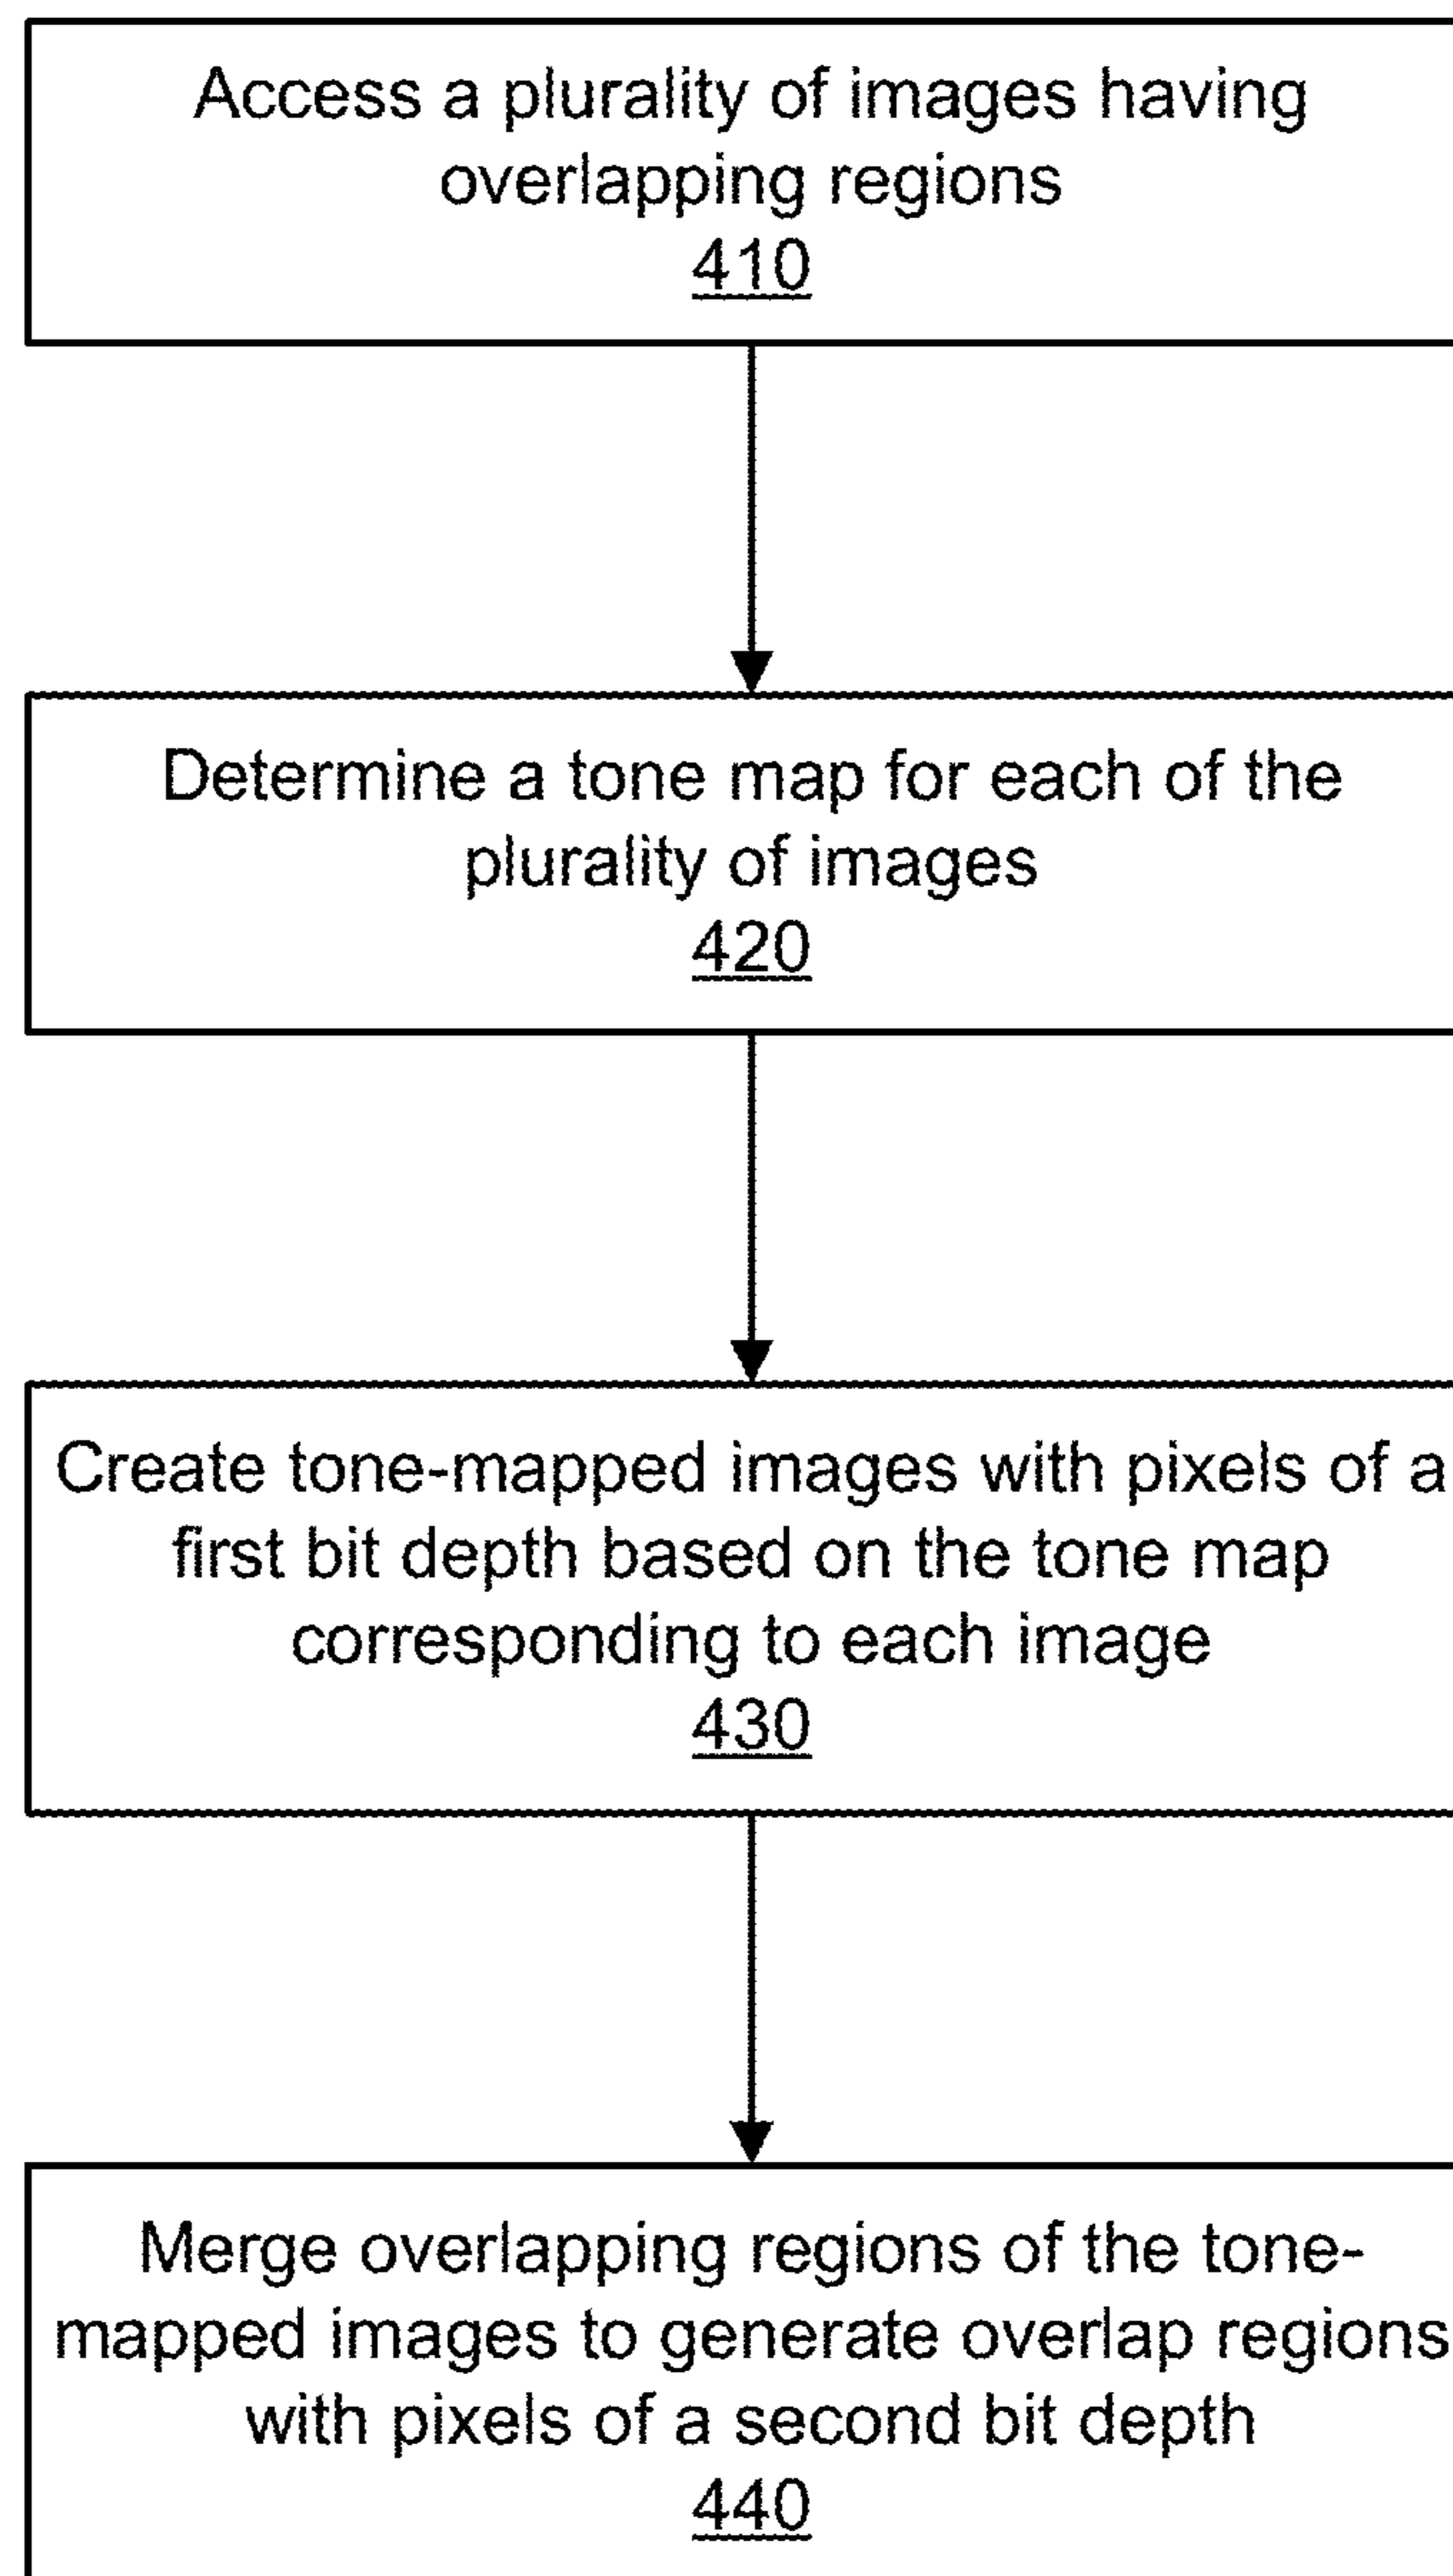 Access a plurality of images having
overlapping regions
410
Determine a tone map for each of the
plurality of images
420
Create tone-mapped images with pixels of a
first bit depth based on the tone map
corresponding to each image
430
Merge overlapping regions of the tone-
mapped images to generate overlap regions
with pixels of a second bit depth
440